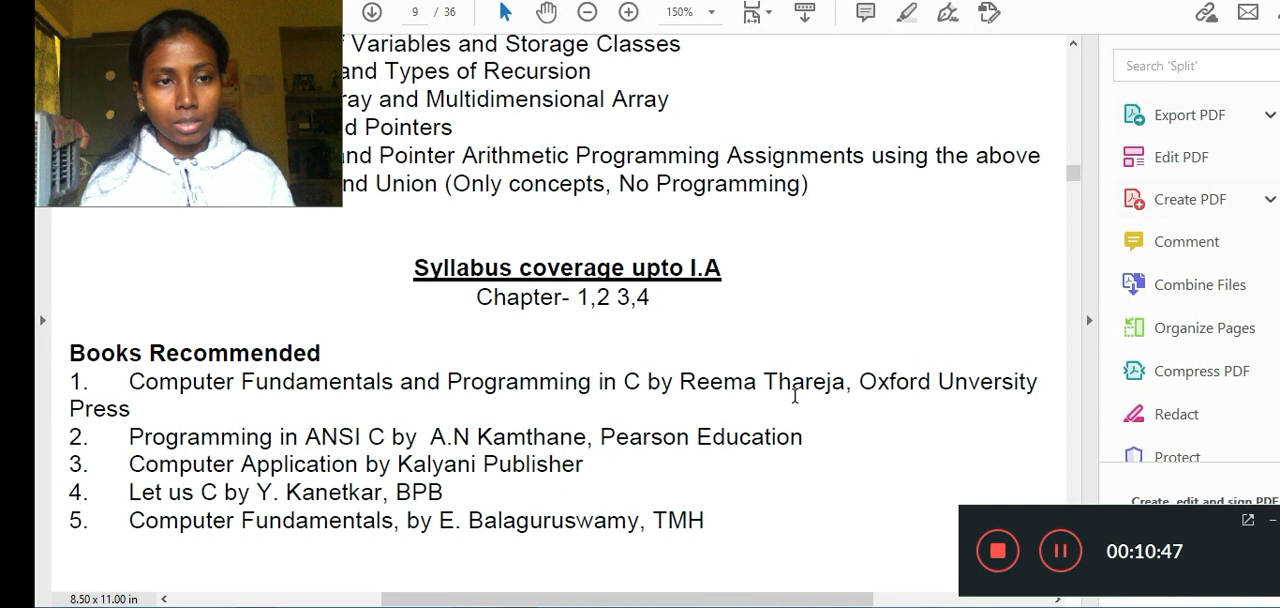 9 / 36
150%
Variables and Storage Classes
and Types of Recursion
ray and Multidimensional Array
d Pointers
and Pointer Arithmetic Programming Assignments using the above
nd Union (Only concepts, No Programming)
Syllabus coverage upto I.A
Chapter- 1,2 3,4
Books Recommended
1. Computer Fundamentals and Programming in C by Reema Thareja, Oxford Unversity
Press
2. Programming in ANSI C by A.N Kamthane, Pearson Education
3. Computer Application by Kalyani Publisher
4. Let us C by Y. Kanetkar, BPB
5. Computer Fundamentals, by E. Balaguruswamy, TMH
8.50 x 11.00 in
Search 'Split'
Export PDF
Edit PDF
Create PDF
Comment
Combine Files
Organize Pages
Compress PDF
Redact
Protect
Create, edit and sign PDF
00:10:47